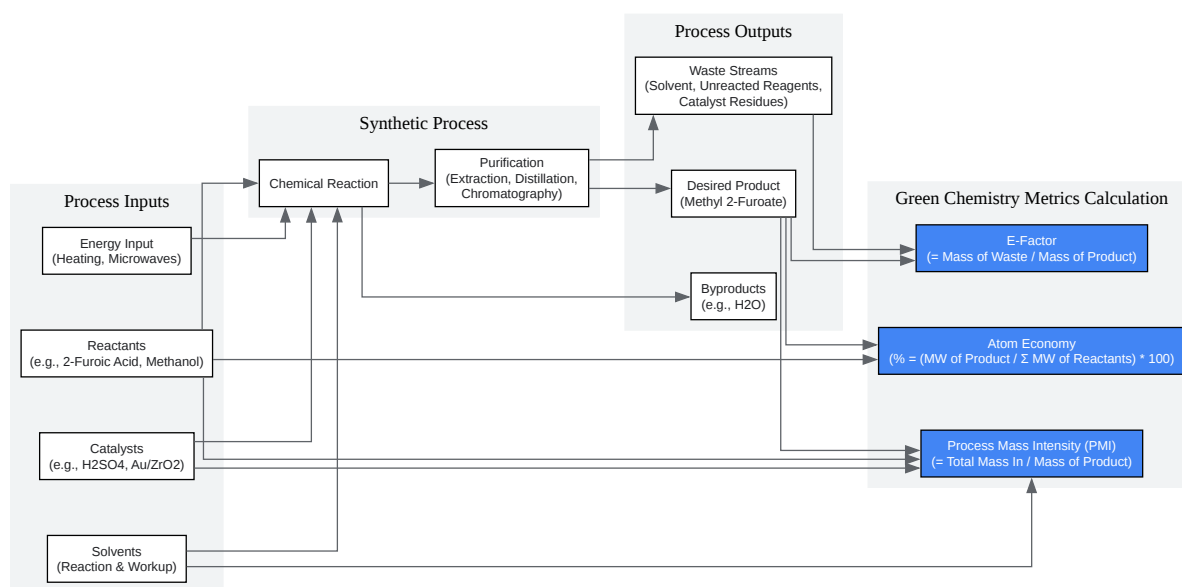 Process Inputs
Energy Input
(Heating, Microwaves)
Reactants
(e.g., 2-Furoic Acid, Methanol)
Catalysts
(e.g., H2SO4, Au/ZrO2)
Solvents
(Reaction & Workup)
Synthetic Process
Chemical Reaction
Purification
(Extraction, Distillation,
Chromatography)
Process Outputs
Waste Streams
(Solvent, Unreacted Reagents,
Catalyst Residues)
Desired Product
(Methyl 2-Furoate)
Byproducts
(e.g., H2O)
Green Chemistry Metrics Calculation
E-Factor
(= Mass of Waste / Mass of Product)
Atom Economy
(% = (MW of Product / Σ MW of Reactants) * 100)
Process Mass Intensity (PMI)
(= Total Mass In / Mass of Product)